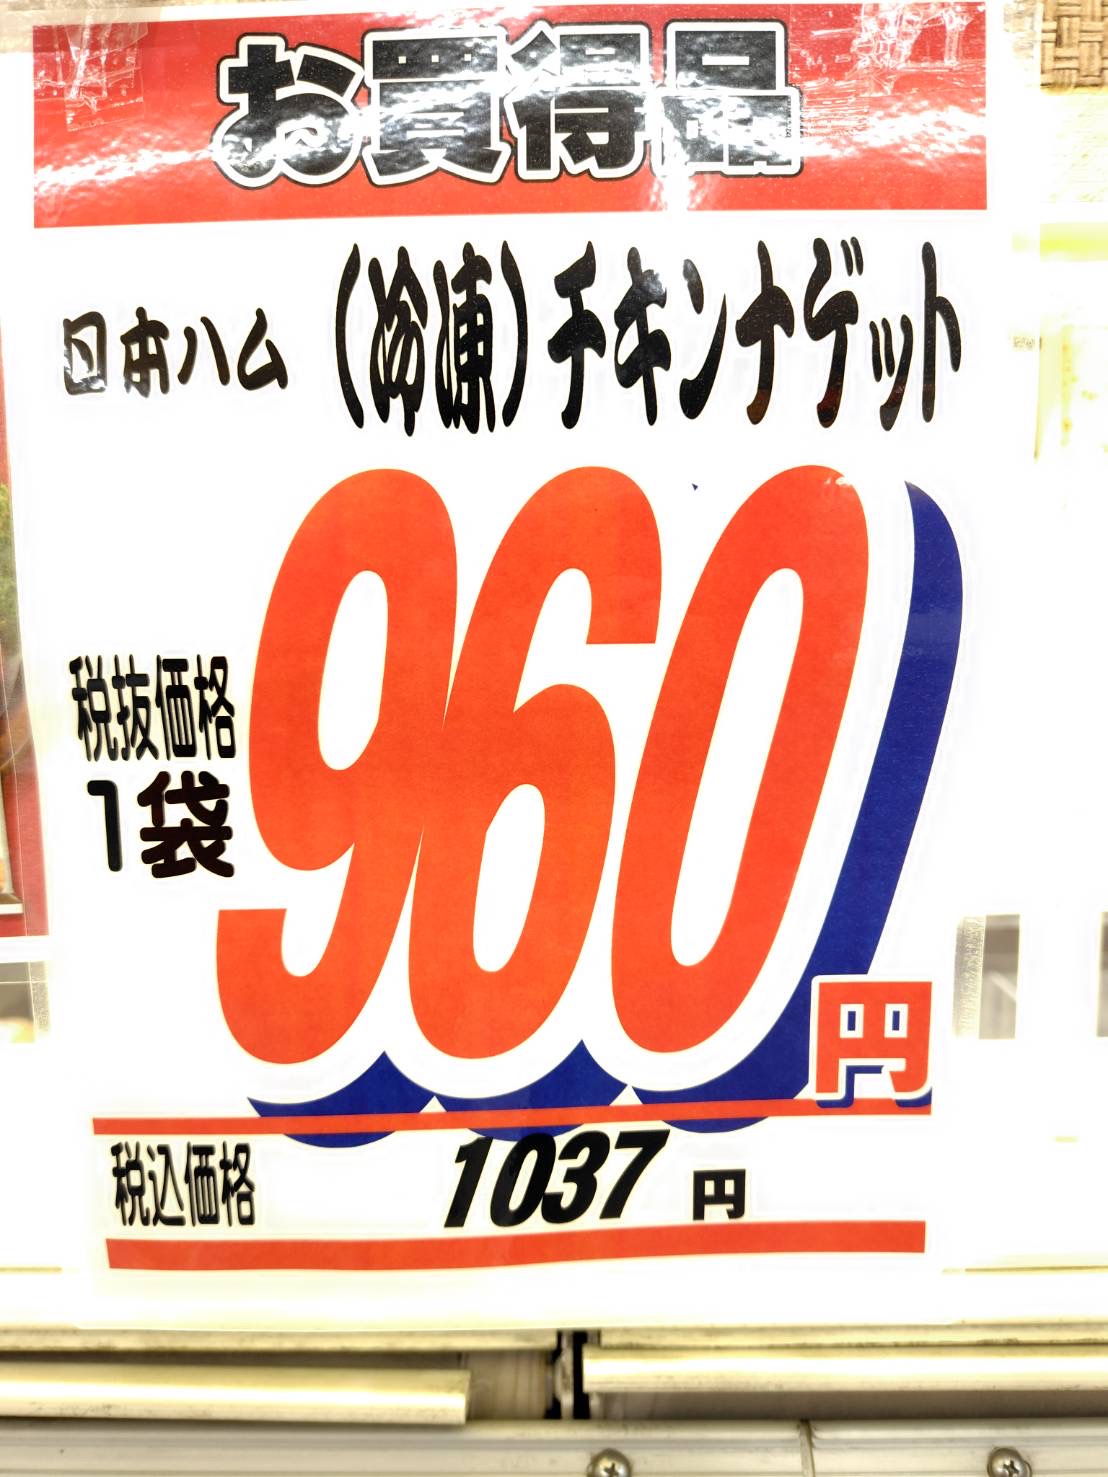 お買得品
日本ハム (冷凍)チキンナゲット
税抜価格
1袋
960円
税込価格 1037円